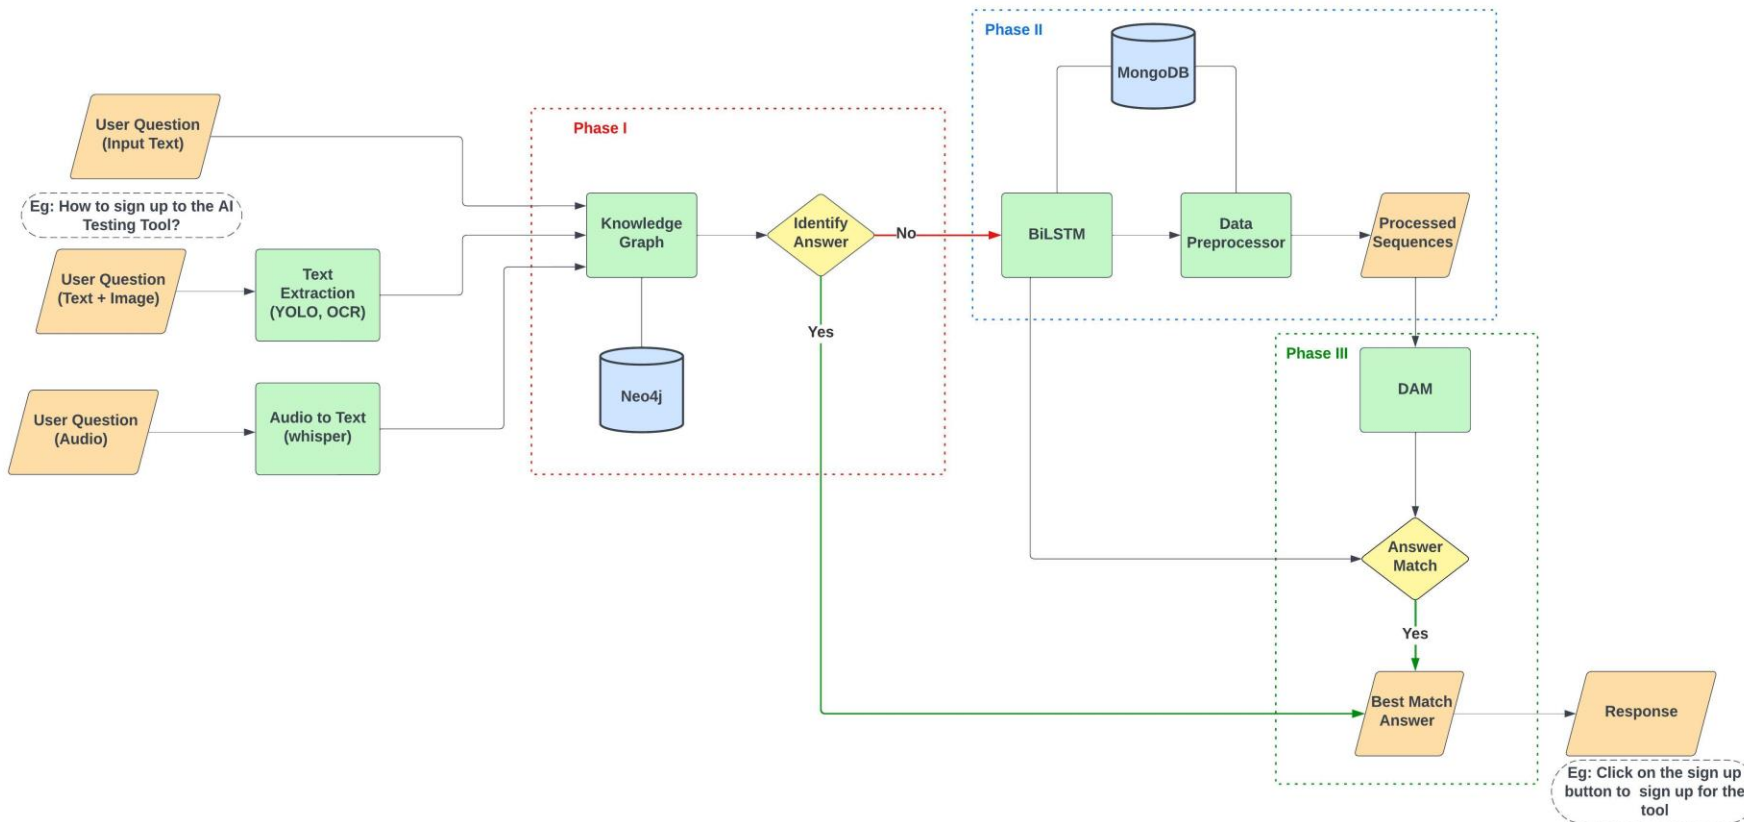 Phase II
MongoDB
User Question
(Input Text)
Phase I
Eg: How to sign up to the AI
Testing Tool?
Knowledge
Graph
Identify
Answer
No
BiLSTM
Data
Preprocessor
Processed
Sequences
User Question
(Text + Image)
Text
Extraction
(YOLO, OCR)
Yes
Phase III
Neo4j
DAM
User Question
(Audio)
Audio to Text
(whisper)
Answer
Match
Yes
Best Match
Answer
Response
Eg: Click on the sign up
button to sign up for the
tool